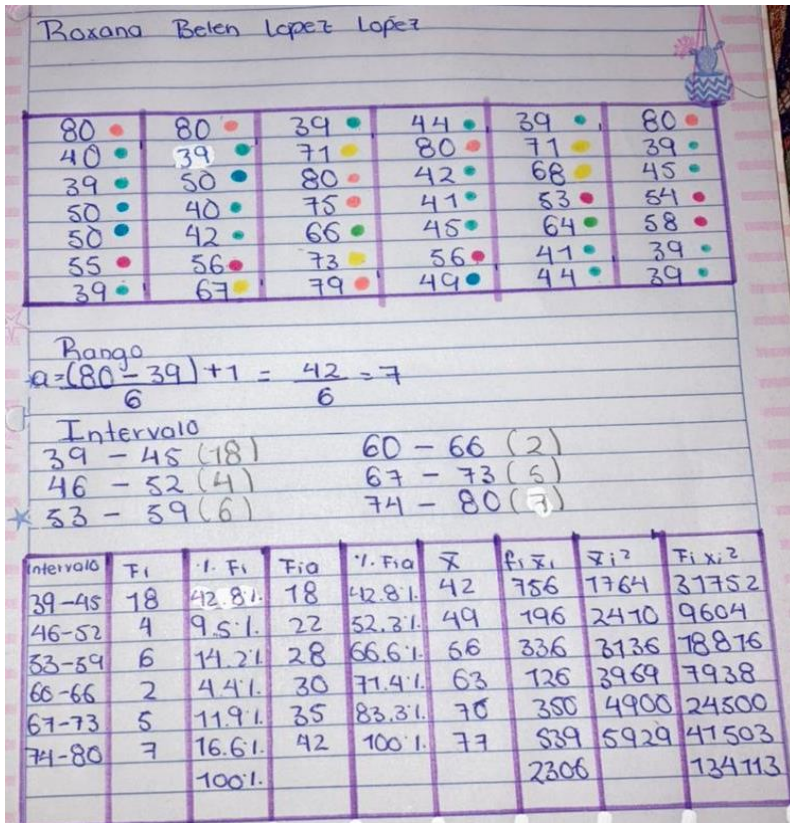 Roxana Belen Lopez Lopez
80 80 39 44 39 80
40 39 71 80 71 39
39 50 80 42 68 45
50 40 75 41 53 54
50 42 66 45 64 58
55 56 73 56 41 39
39 67 79 49 44 39
Rango
a=(80-39)+1 = 42 = 7
6 6
Intervalo
39 - 45 (18) 60 - 66 (2)
46 - 52 (4) 67 - 73 (5)
53 - 59 (6) 74 - 80 (7)
Intervalo Fi %. Fi Fia %. Fia x̄ fi x̄i x̄i² Fi xi²
39-45 18 42.8%. 18 42.8%. 42 756 1764 31752
46-52 4 9.5%. 22 52.3%. 49 196 2410 9604
53-59 6 14.2%. 28 66.6%. 56 336 3136 18816
60-66 2 4.4%. 30 71.4%. 63 126 3969 7938
67-73 5 11.9%. 35 83.3%. 70 350 4900 24500
74-80 7 16.6%. 42 100%. 77 539 5929 41503
100%. 2306 134113